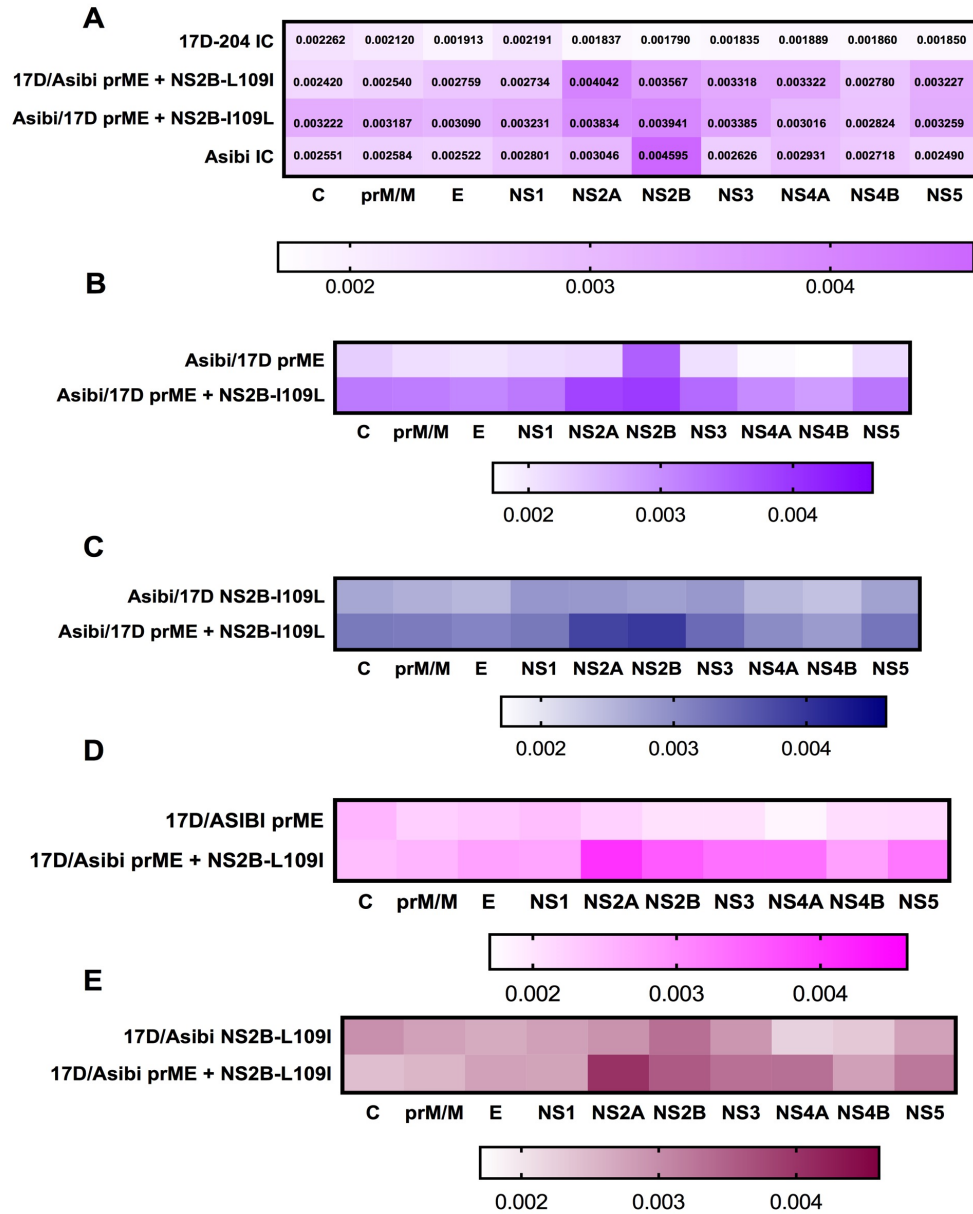 A
17D-204 IC 0.002262 0.002120 0.001913 0.002191 0.001837 0.001790 0.001835 0.001889 0.001860 0.001850
17D/Asibi prME + NS2B-L109I 0.002420 0.002540 0.002759 0.002734 0.004042 0.003567 0.003318 0.003322 0.002780 0.003227
Asibi/17D prME + NS2B-I109L 0.003222 0.003187 0.003090 0.003231 0.003834 0.003941 0.003385 0.003016 0.002824 0.003259
Asibi IC 0.002551 0.002584 0.002522 0.002801 0.003046 0.004595 0.002626 0.002931 0.002718 0.002490
C prM/M E NS1 NS2A NS2B NS3 NS4A NS4B NS5
0.002 0.003 0.004
B
Asibi/17D prME
Asibi/17D prME + NS2B-I109L
C prM/M E NS1 NS2A NS2B NS3 NS4A NS4B NS5
0.002 0.003 0.004
C
Asibi/17D NS2B-I109L
Asibi/17D prME + NS2B-I109L
C prM/M E NS1 NS2A NS2B NS3 NS4A NS4B NS5
0.002 0.003 0.004
D
17D/ASIBI prME
17D/Asibi prME + NS2B-L109I
C prM/M E NS1 NS2A NS2B NS3 NS4A NS4B NS5
0.002 0.003 0.004
E
17D/Asibi NS2B-L109I
17D/Asibi prME + NS2B-L109I
C prM/M E NS1 NS2A NS2B NS3 NS4A NS4B NS5
0.002 0.003 0.004